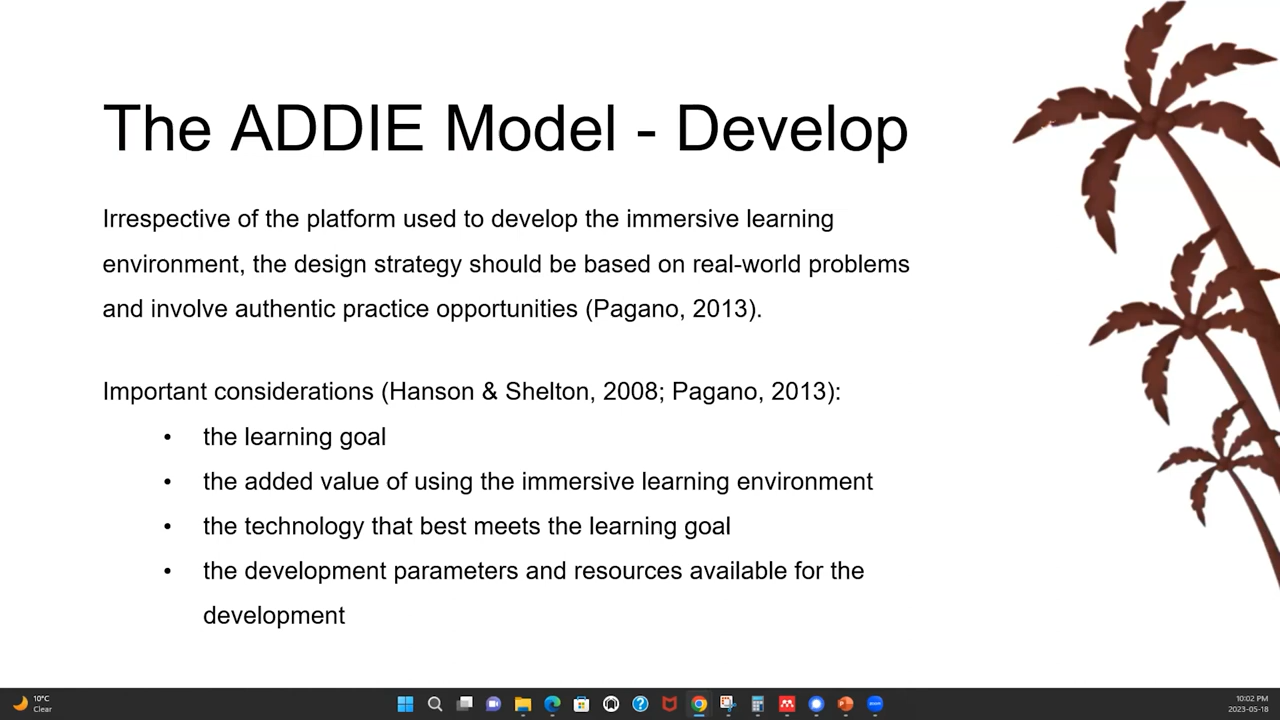 The ADDIE Model - Develop
Irrespective of the platform used to develop the immersive learning
environment, the design strategy should be based on real-world problems
and involve authentic practice opportunities (Pagano, 2013).
Important considerations (Hanson & Shelton, 2008; Pagano, 2013):
• the learning goal
• the added value of using the immersive learning environment
• the technology that best meets the learning goal
• the development parameters and resources available for the
development
10°C
Clear
zoom
10:02 PM
2023-05-18